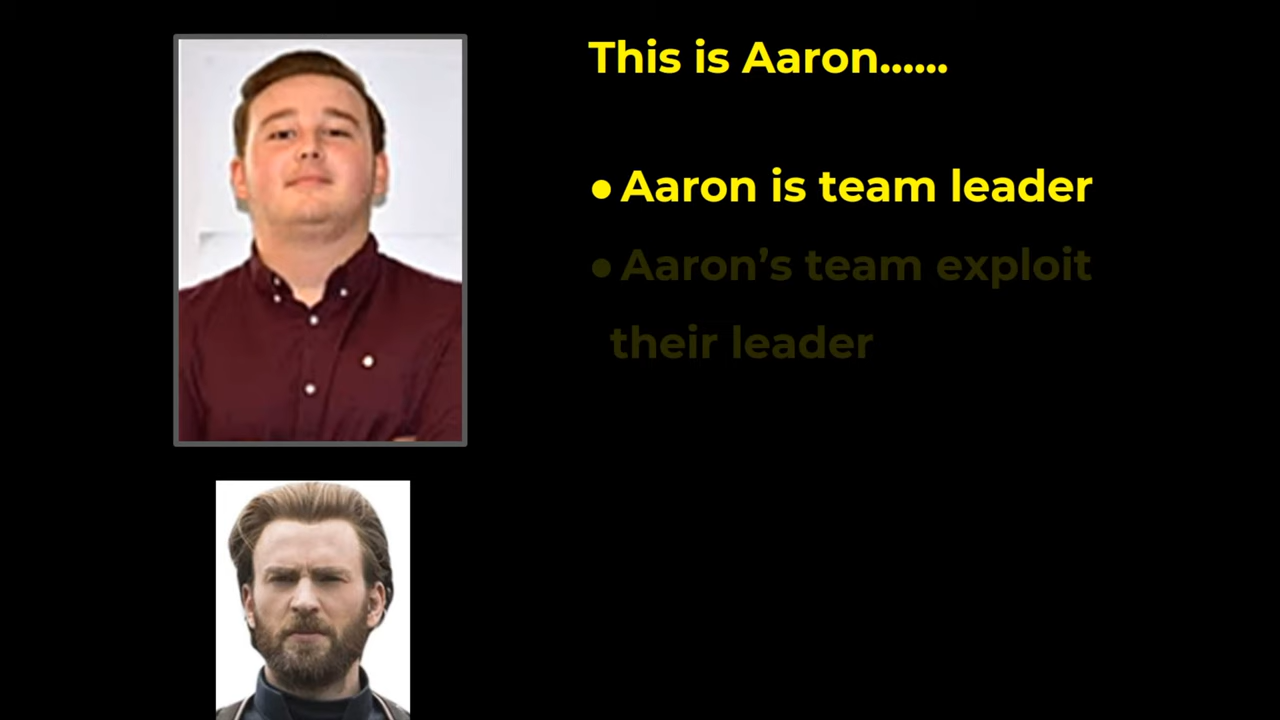 This is Aaron......
● Aaron is team leader
● Aaron’s team exploit
their leader